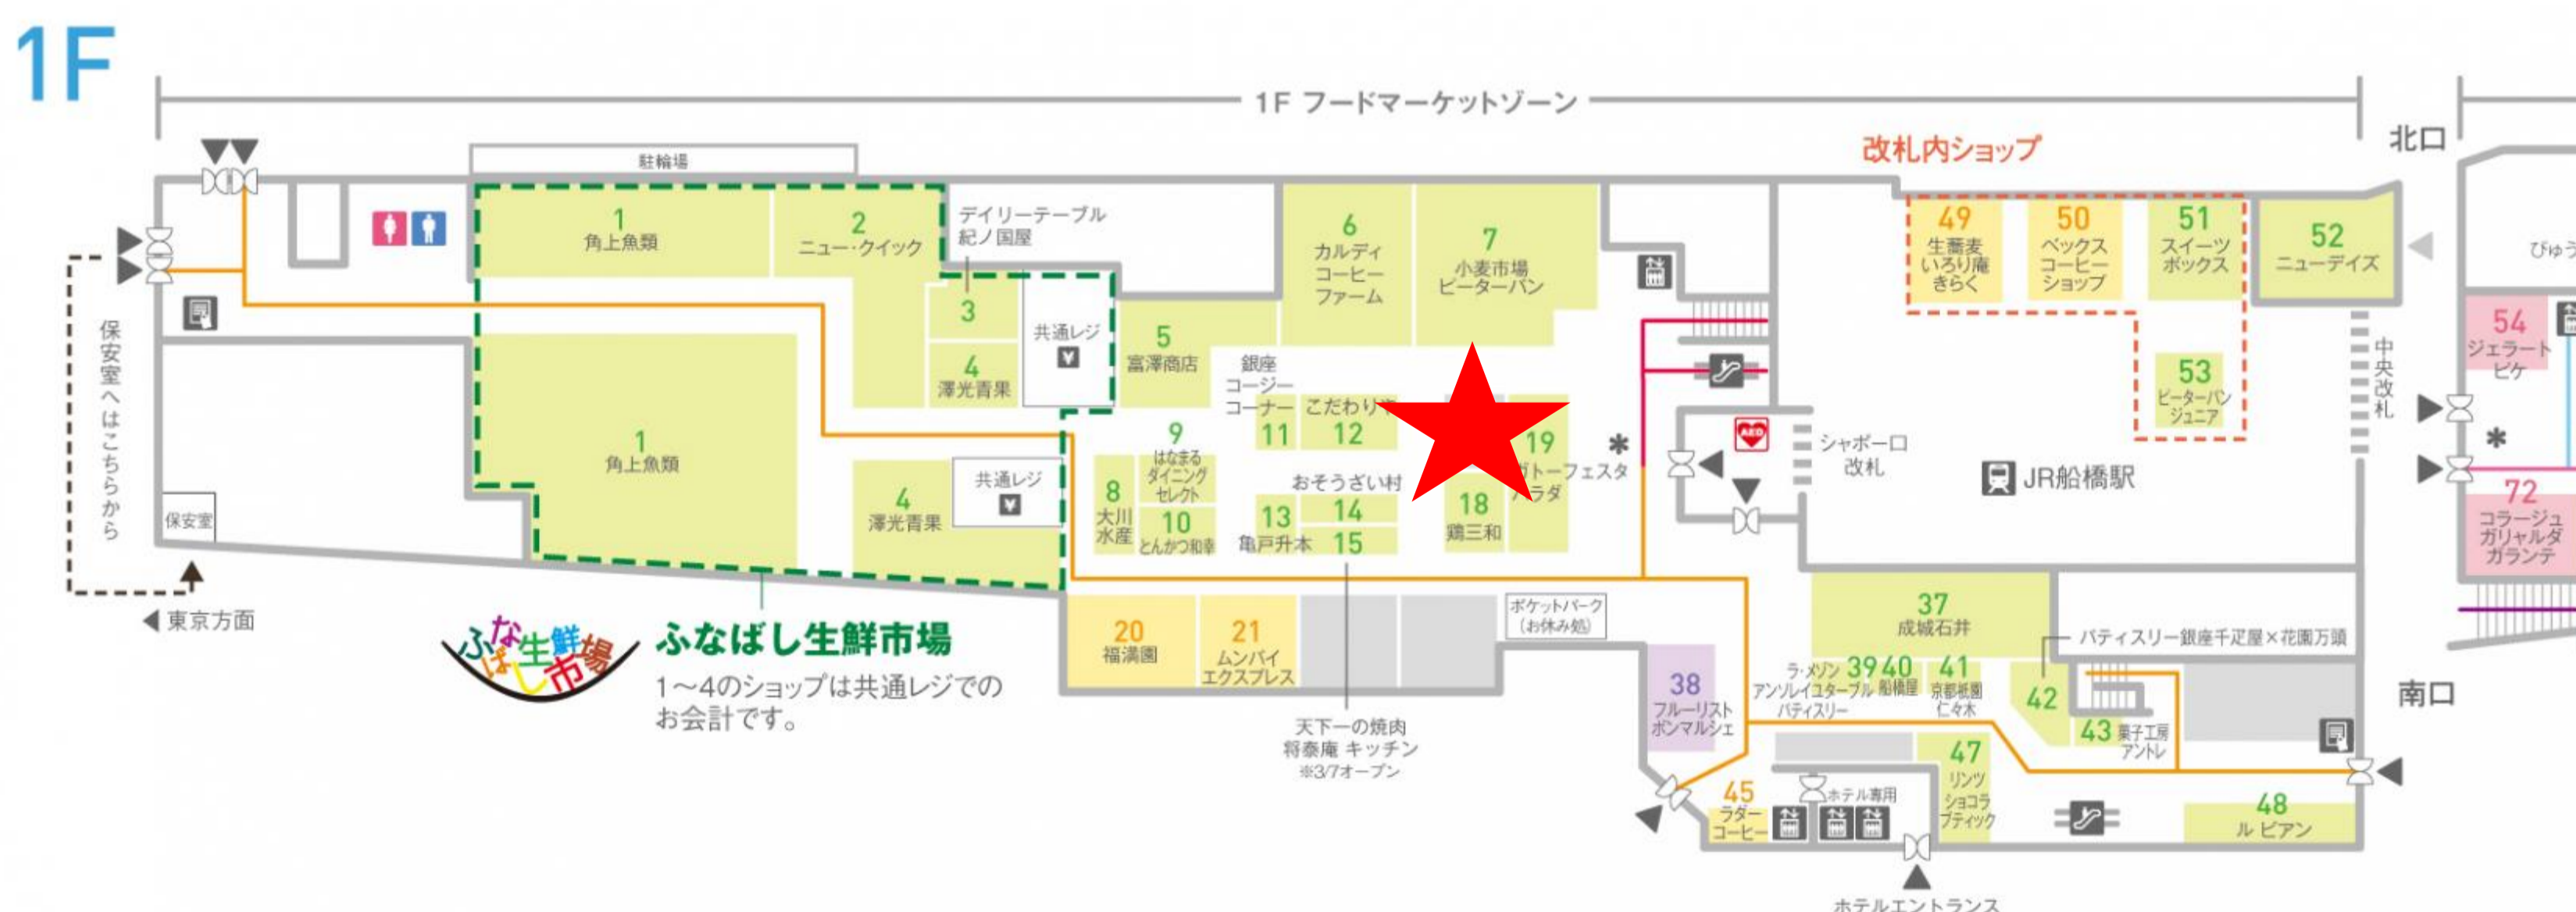 1F
1F フードマーケットゾーン
北口
改札内ショップ
駐輪場
1
角上魚類
2
ニュー・クイック
デイリーテーブル
紀ノ国屋
3
4
澤光青果
共通レジ
¥
5
富澤商店
6
カルディ
コーヒー
ファーム
7
小麦市場
ピーターパン
49
生蕎麦
いろり庵
きらく
50
ベックス
コーヒー
ショップ
51
スイーツ
ボックス
52
ニューデイズ
53
ピーターパン
ジュニア
中央改札
54
ジェラート
ピケ
72
コラージュ
ガリャルダ
ガランテ
保安室へはこちらから
保安室
東京方面
1
角上魚類
4
澤光青果
共通レジ
¥
銀座
コージー
コーナー
11
12
9
はなまる
ダイニング
セレクト
8
大川
水産
10
とんかつ和幸
おそうざい村
13
亀戸升本
14
15
18
鶏三和
19
＊
AED
シャポー口
改札
JR船橋駅
＊
ふなばし生鮮市場
ふなばし生鮮市場
1～4のショップは共通レジでの
お会計です。
20
福満園
21
ムンバイ
エクスプレス
ポケットパーク
(お休み処)
天下一の焼肉
将泰庵 キッチン
※3/7オープン
37
成城石井
38
フルーリスト
ボンマルシェ
ラ・メゾン
アンソレイユターブル
パティスリー
39
40
船橋屋
41
京都祇園
仁々木
パティスリー銀座千疋屋×花園万頭
42
43
菓子工房
アントレ
南口
45
ラダー
コーヒー
ホテル専用
47
リンツ
ショコラ
ブティック
48
ル ビアン
ホテルエントランス